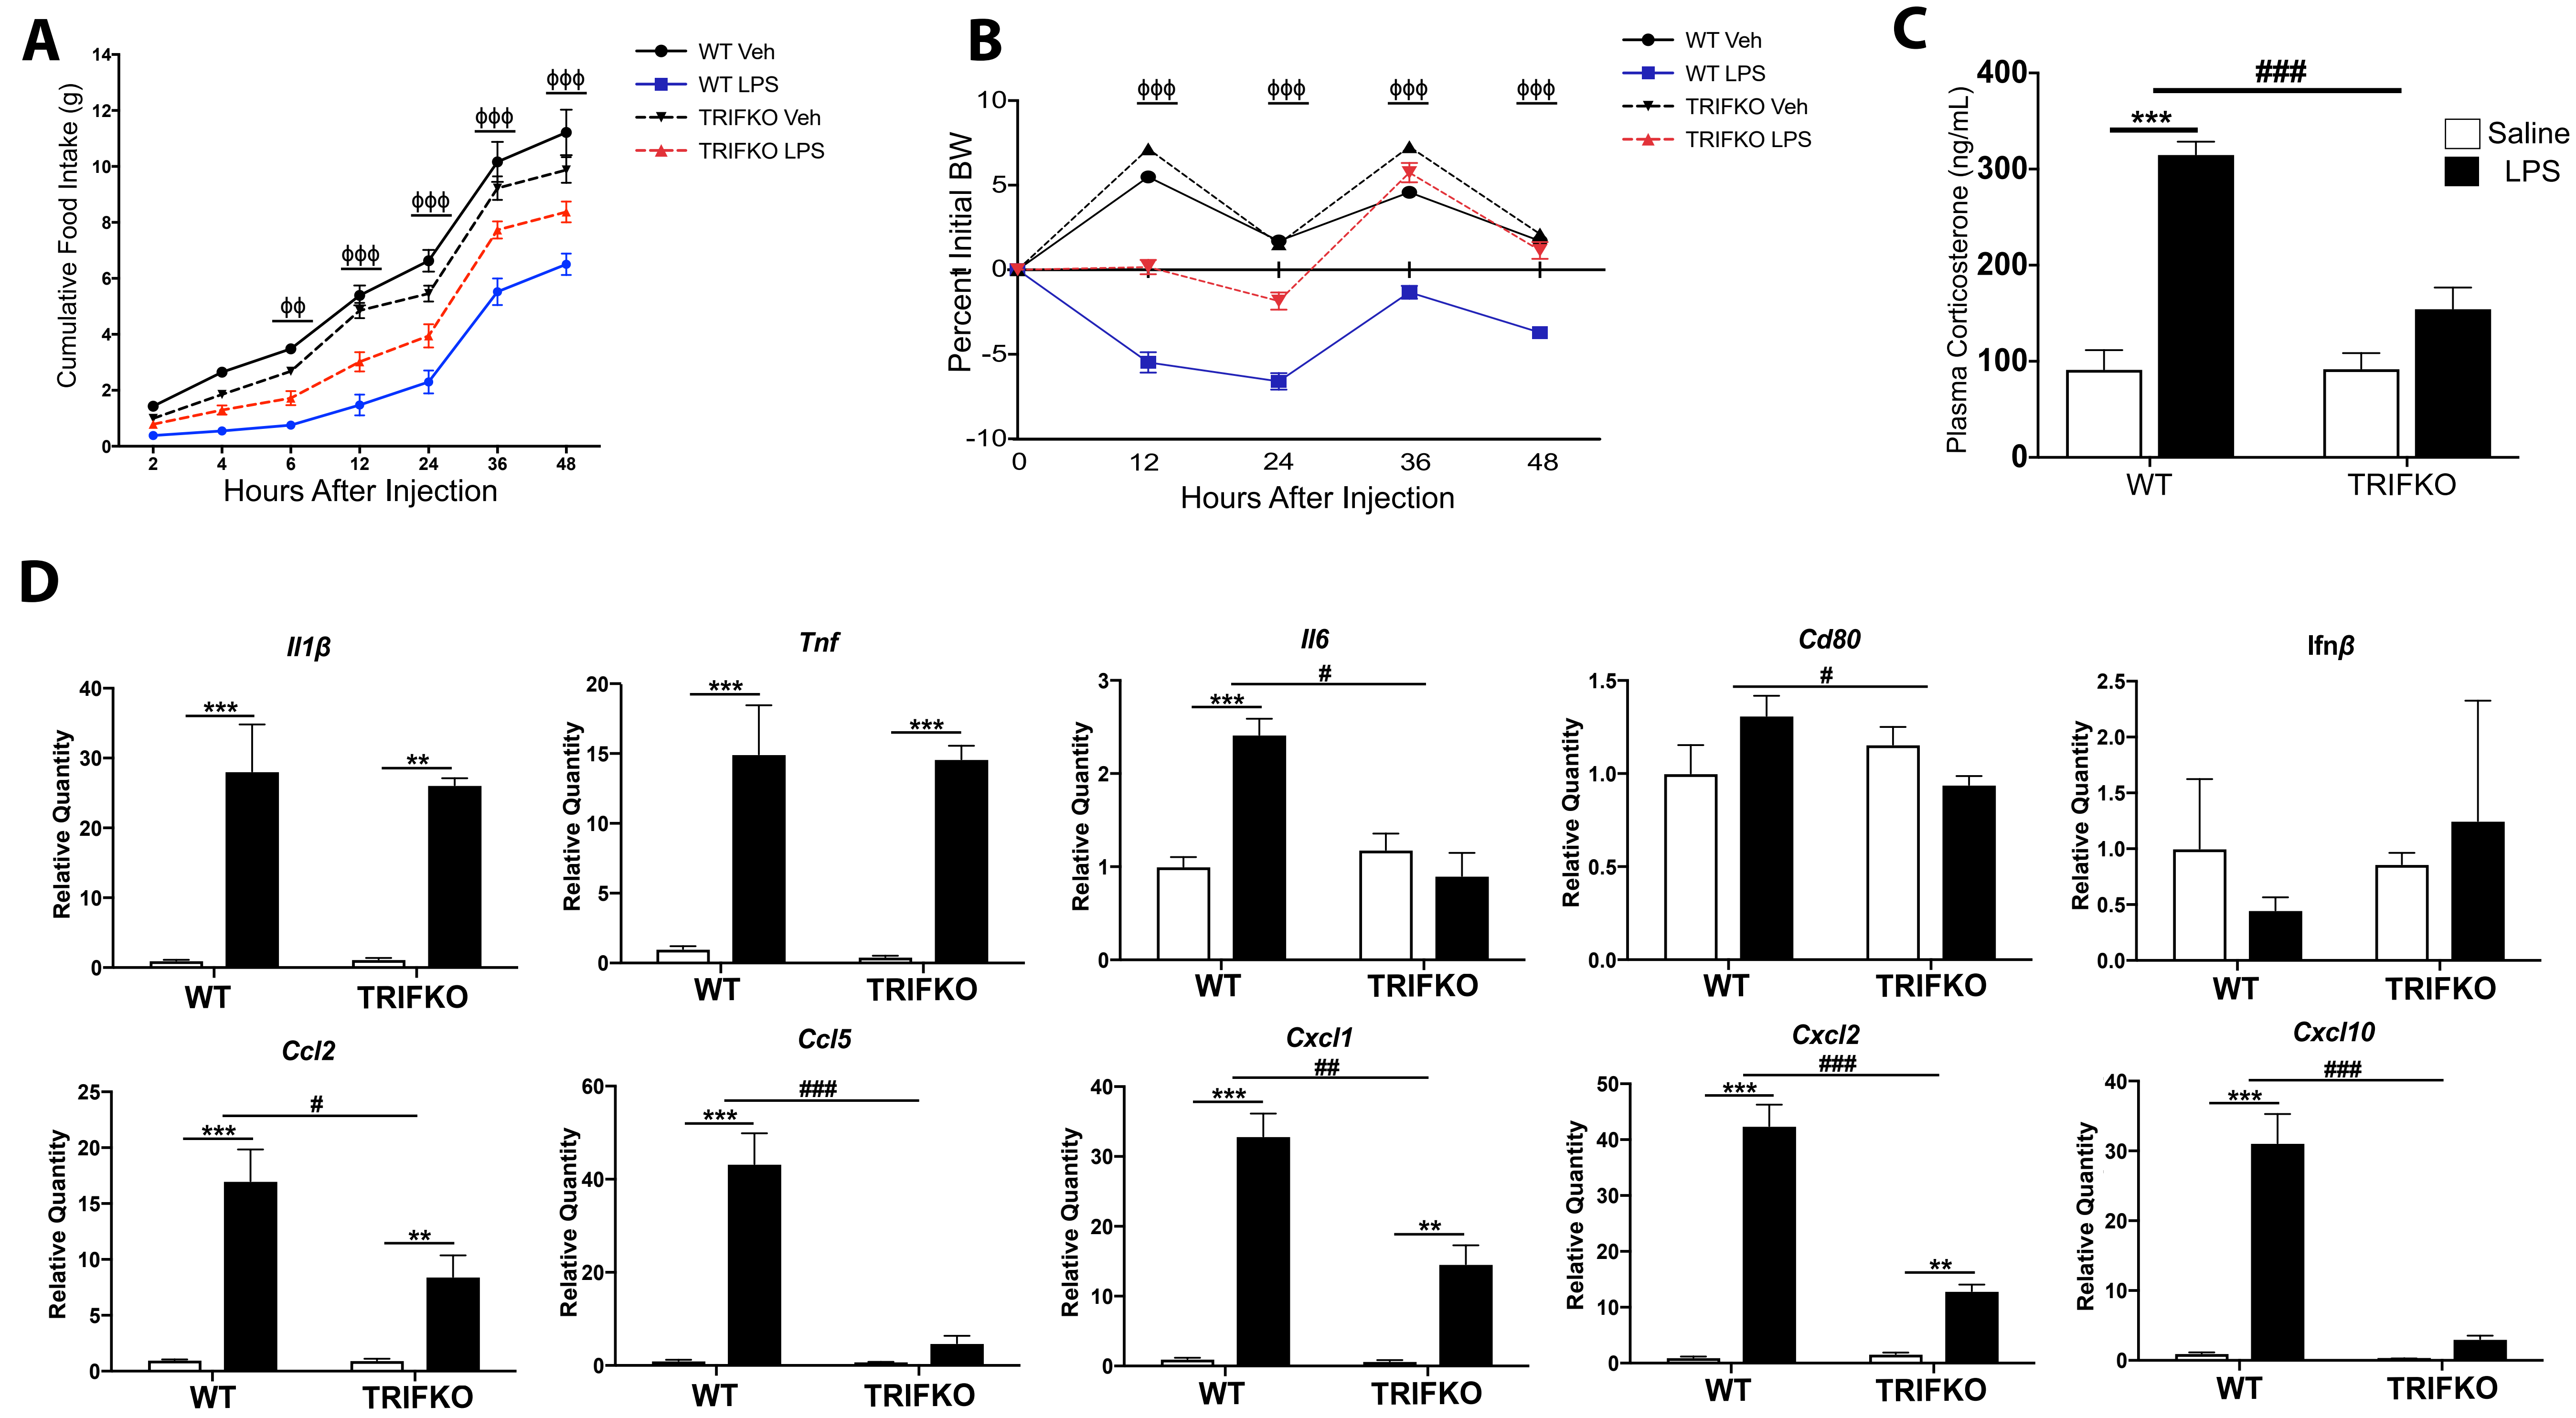 A
14
12
10
8
6
4
2
0
Cumulative Food Intake (g)
ϕϕ
ϕϕϕ
ϕϕϕ
ϕϕϕ
ϕϕϕ
2 4 6 12 24 36 48
Hours After Injection
WT Veh
WT LPS
TRIFKO Veh
TRIFKO LPS
B
10
5
0
-5
-10
Percent Initial BW
ϕϕϕ ϕϕϕ ϕϕϕ ϕϕϕ
0 12 24 36 48
Hours After Injection
WT Veh
WT LPS
TRIFKO Veh
TRIFKO LPS
C
400
300
200
100
0
Plasma Corticosterone (ng/mL)
###
***
WT TRIFKO
Saline
LPS
D
Il1β
40
30
20
10
0
Relative Quantity
***
**
WT TRIFKO
Tnf
20
15
10
5
0
Relative Quantity
***
***
WT TRIFKO
Il6
3
2
1
0
Relative Quantity
#
***
WT TRIFKO
Cd80
1.5
1.0
0.5
0.0
Relative Quantity
#
WT TRIFKO
Ifnβ
2.5
2.0
1.5
1.0
0.5
0.0
Relative Quantity
WT TRIFKO
Ccl2
25
20
15
10
5
0
Relative Quantity
#
***
**
WT TRIFKO
Ccl5
60
40
20
0
Relative Quantity
###
***
WT TRIFKO
Cxcl1
40
30
20
10
0
Relative Quantity
##
***
**
WT TRIFKO
Cxcl2
50
40
30
20
10
0
Relative Quantity
###
***
**
WT TRIFKO
Cxcl10
40
30
20
10
0
Relative Quantity
###
***
WT TRIFKO